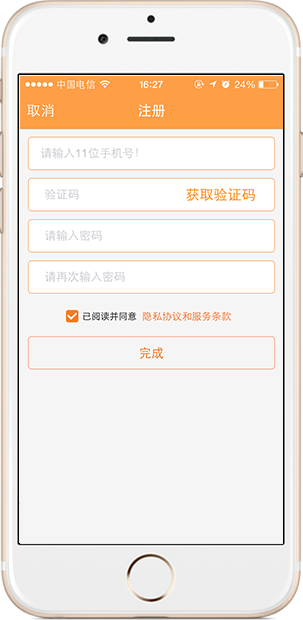 中国电信 16:27 24%
取消 注册
请输入11位手机号!
验证码 获取验证码
请输入密码
请再次输入密码
已阅读并同意 隐私协议和服务条款
完成